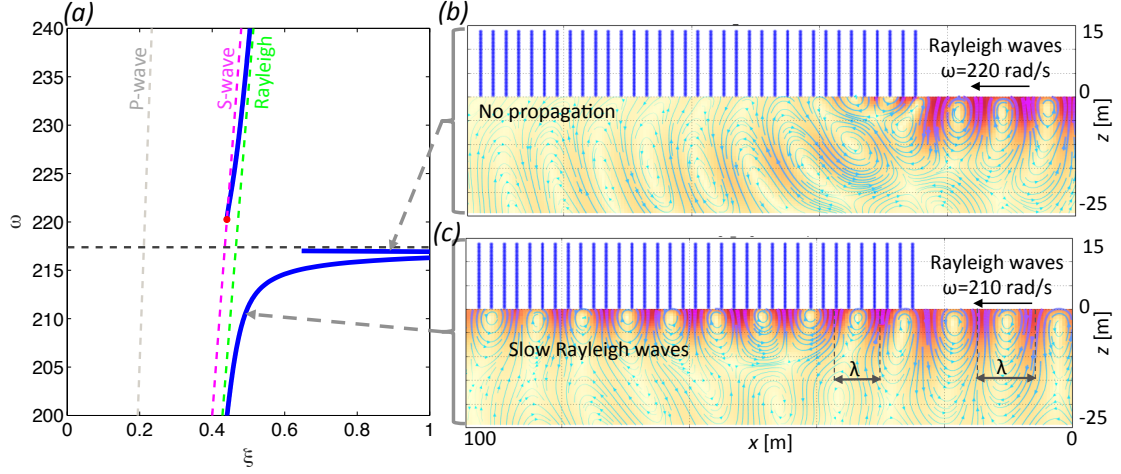 (a)
240
235
230
225
220
215
210
205
200
ω
P-wave
S-wave
Rayleigh
0
0.2
0.4
0.6
0.8
1
ξ
(b)
Rayleigh waves
ω=220 rad/s
No propagation
15
0
-25
z [m]
(c)
Rayleigh waves
ω=210 rad/s
Slow Rayleigh waves
λ
λ
15
0
-25
z [m]
100
x [m]
0